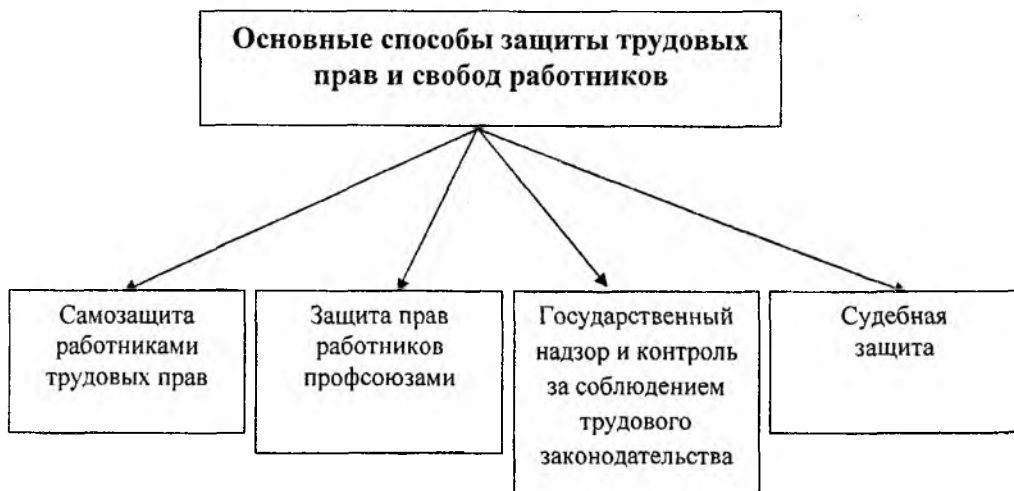 Основные способы защиты трудовых
прав и свобод работников
Самозащита
работниками
трудовых прав
Защита прав
работников
профсоюзами
Государственный
надзор и контроль
за соблюдением
трудового
законодательства
Судебная
защита